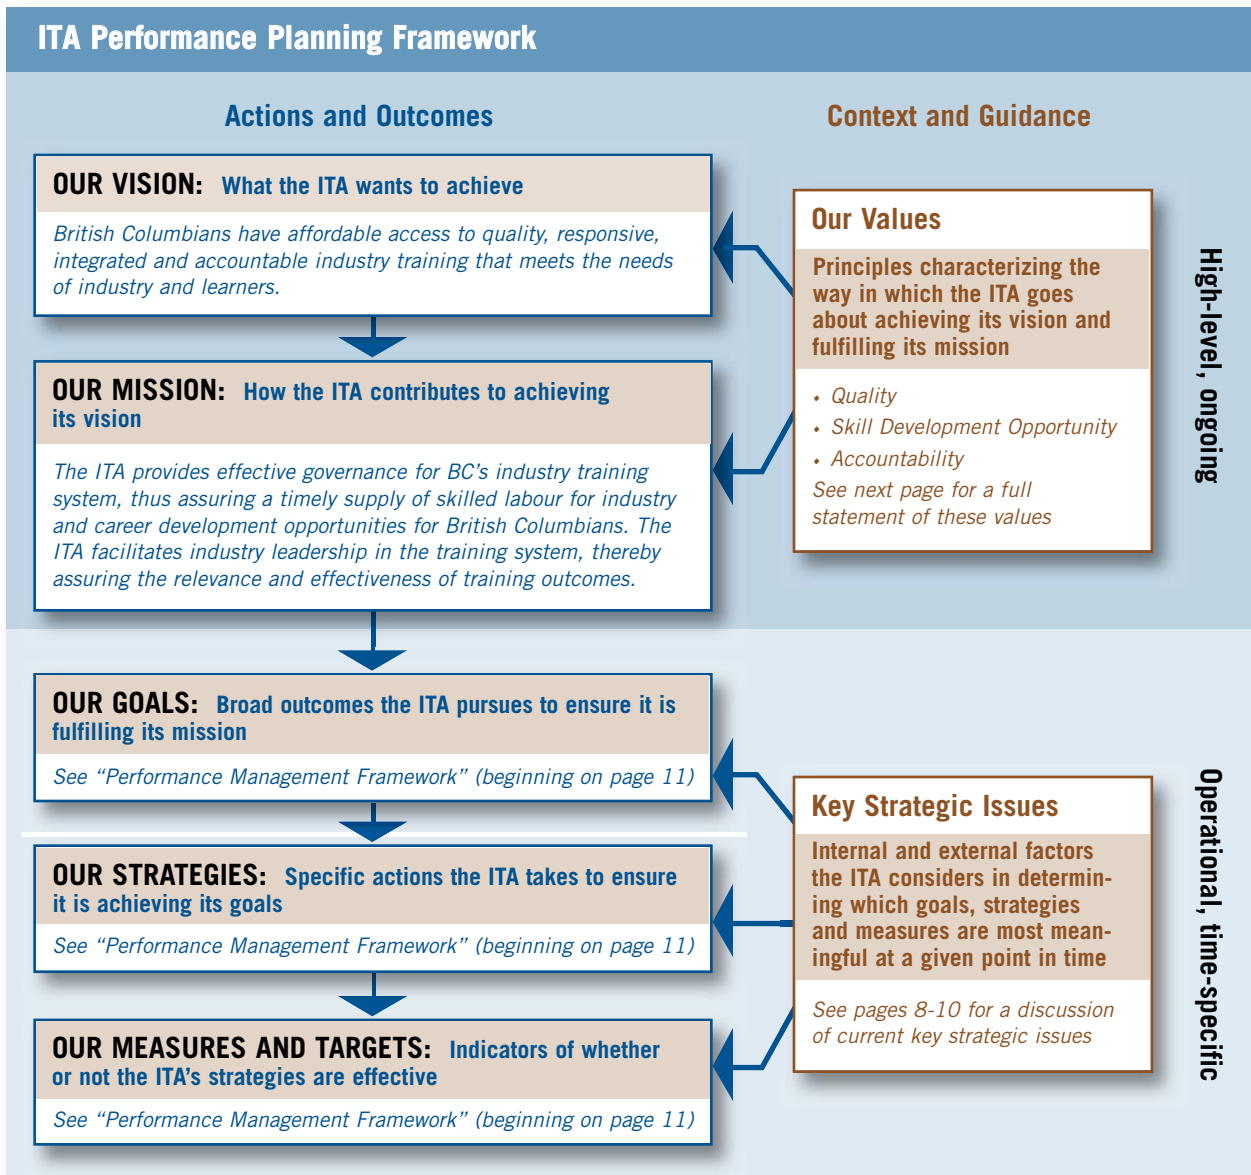 ITA Performance Planning Framework
Actions and Outcomes
OUR VISION: What the ITA wants to achieve
British Columbians have affordable access to quality, responsive,
integrated and accountable industry training that meets the needs
of industry and learners.
OUR MISSION: How the ITA contributes to achieving
its vision
The ITA provides effective governance for BC’s industry training
system, thus assuring a timely supply of skilled labour for industry
and career development opportunities for British Columbians. The
ITA facilitates industry leadership in the training system, thereby
assuring the relevance and effectiveness of training outcomes.
OUR GOALS: Broad outcomes the ITA pursues to ensure it is
fulfilling its mission
See “Performance Management Framework” (beginning on page 11)
OUR STRATEGIES: Specific actions the ITA takes to ensure
it is achieving its goals
See “Performance Management Framework” (beginning on page 11)
OUR MEASURES AND TARGETS: Indicators of whether
or not the ITA’s strategies are effective
See “Performance Management Framework” (beginning on page 11)
Context and Guidance
Our Values
Principles characterizing the
way in which the ITA goes
about achieving its vision and
fulfilling its mission
• Quality
• Skill Development Opportunity
• Accountability
See next page for a full
statement of these values
Key Strategic Issues
Internal and external factors
the ITA considers in determin-
ing which goals, strategies
and measures are most mean-
ingful at a given point in time
See pages 8-10 for a discussion
of current key strategic issues
High-level, ongoing
Operational, time-specific